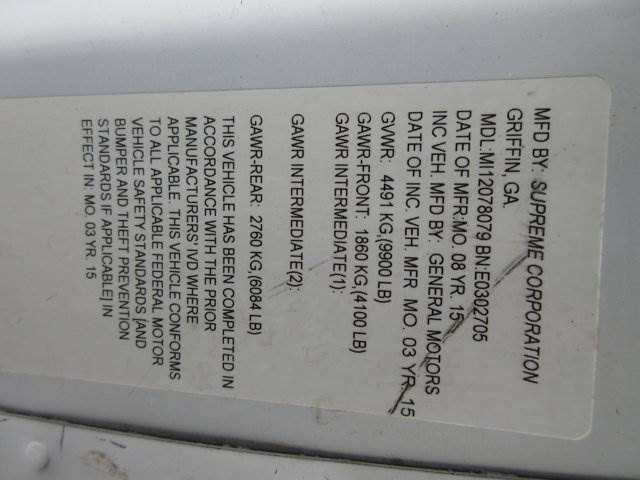 MFD BY: SUPREME CORPORATION
GRIFFIN, GA.
MDL:M112078079 BN:E0302705
DATE OF MFR:MO. 08 YR. 15
INC VEH. MFD BY: GENERAL MOTORS
DATE OF INC. VEH. MFR MO. 03 YR. 15
GVWR: 4491 KG,(9900 LB)
GAWR-FRONT: 1860 KG,(4100 LB)
GAWR INTERMEDIATE(1):
GAWR INTERMEDIATE(2):
GAWR-REAR: 2760 KG,(6084 LB)
THIS VEHICLE HAS BEEN COMPLETED IN
ACCORDANCE WITH THE PRIOR
MANUFACTURERS'IVD WHERE
APPLICABLE. THIS VEHICLE CONFORMS
TO ALL APPLICABLE FEDERAL MOTOR
VEHICLE SAFETY STANDARDS [AND
BUMPER AND THEFT PREVENTION
STANDARDS IF APPLICABLE] IN
EFFECT IN: MO. 03 YR. 15